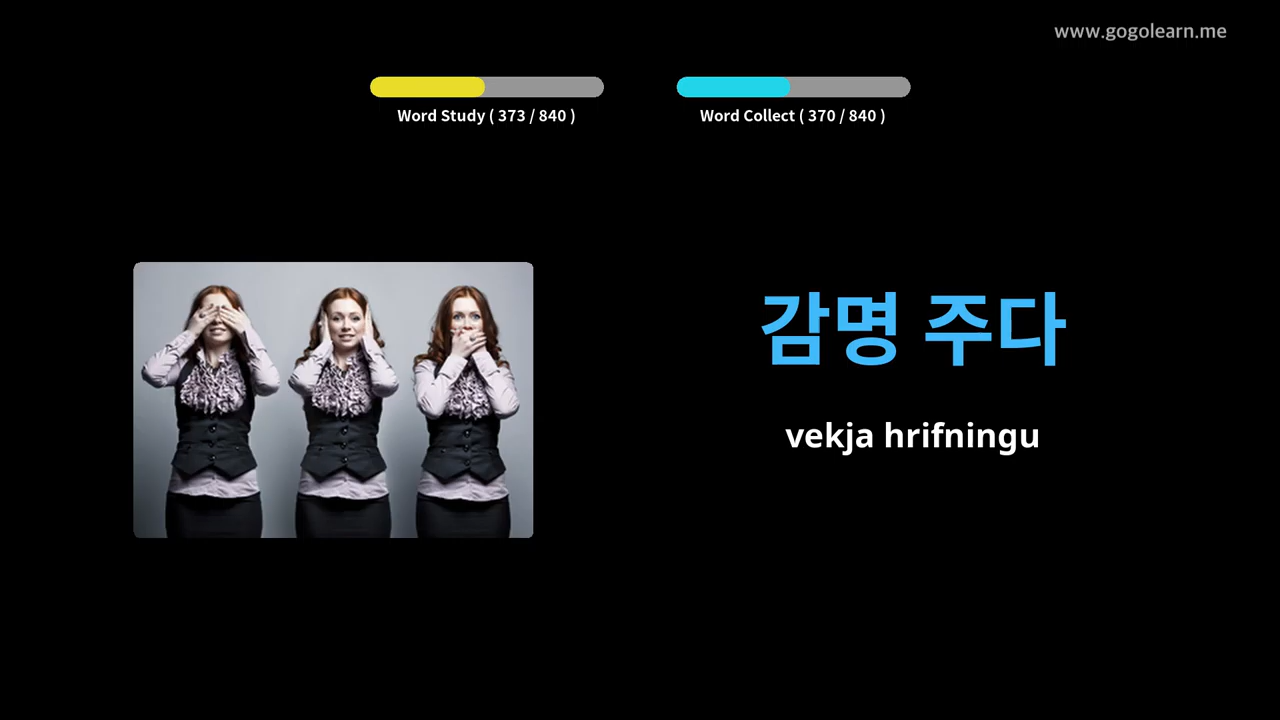 www.gogolearn.me
Word Study ( 373 / 840 )
Word Collect ( 370 / 840 )
감명 주다
vekja hrifningu